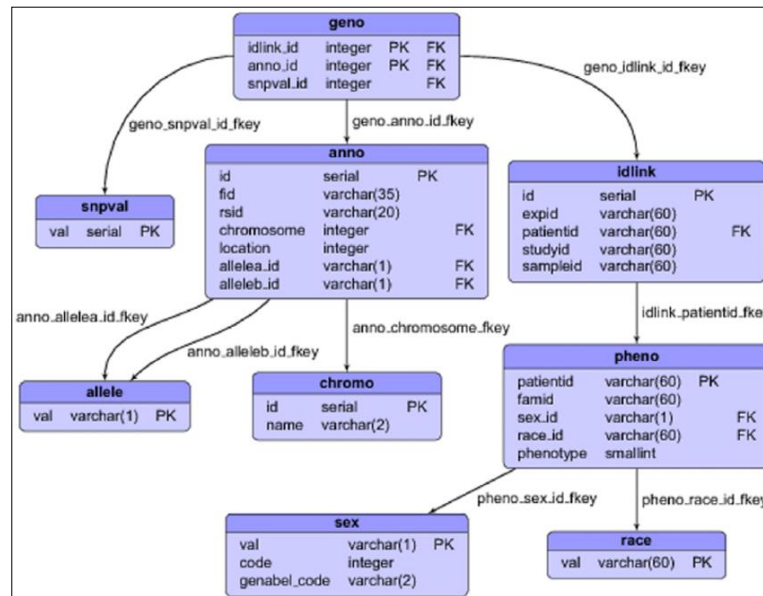 geno
idlink_id integer PK FK
anno_id integer PK FK
snpval_id integer FK
geno_idlink_id_fkey
geno_snpval_id_fkey
geno_anno_id_fkey
anno
id serial PK
fid varchar(35)
rsid varchar(20)
chromosome integer FK
location integer
allelea_id varchar(1) FK
alleleb_id varchar(1) FK
idlink
id serial PK
expid varchar(60)
patientid varchar(60) FK
studyid varchar(60)
sampleid varchar(60)
snpval
val serial PK
anno_allelea_id_fkey
anno_alleleb_id_fkey
anno_chromosome_fkey
idlink_patientid_fke
allele
val varchar(1) PK
chromo
id serial PK
name varchar(2)
pheno
patientid varchar(60) PK
famid varchar(60)
sex_id varchar(1) FK
race_id varchar(60) FK
phenotype smallint
pheno_sex_id_fkey
pheno_race_id_fkey
sex
val varchar(1) PK
code integer
genabel_code varchar(2)
race
val varchar(60) PK